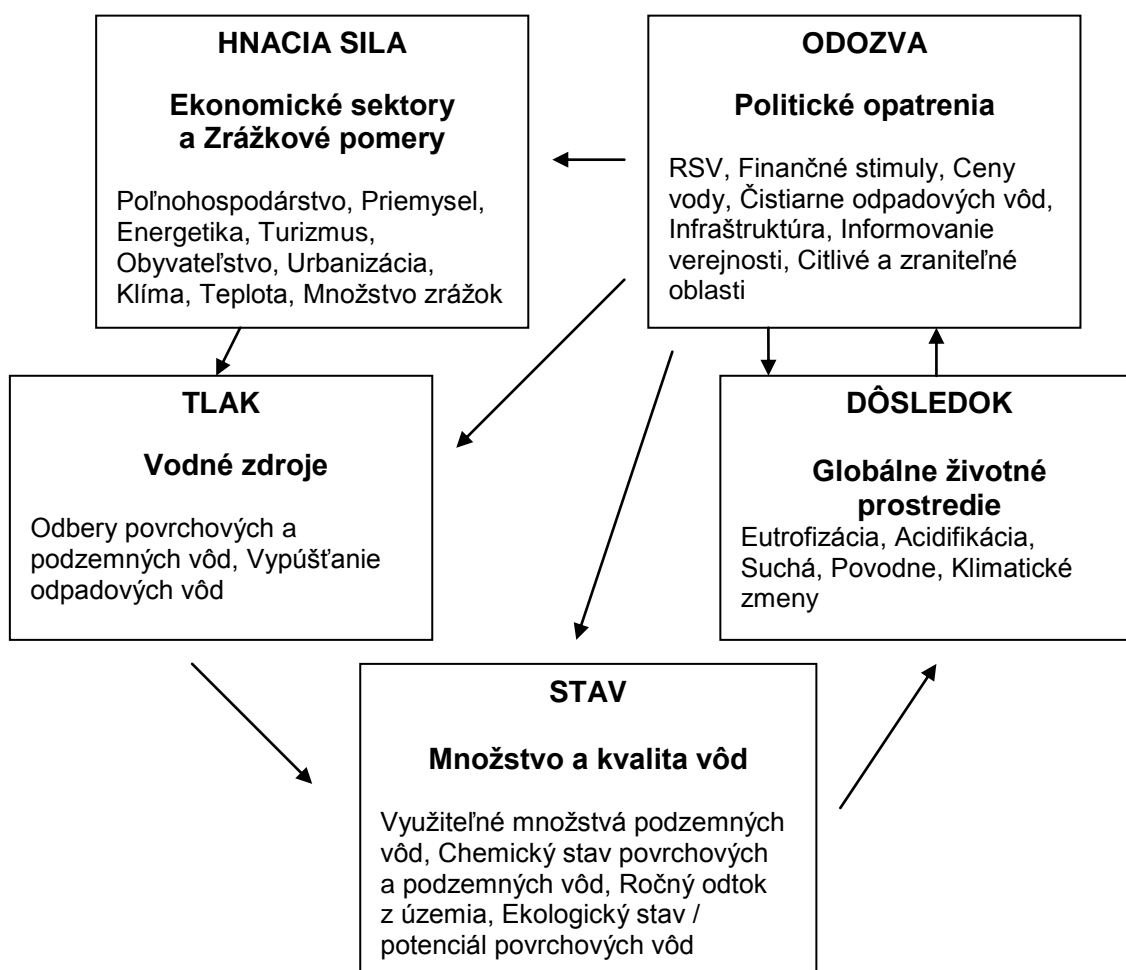 HNACIA SILA
Ekonomické sektory
a Zrážkové pomery
Poľnohospodárstvo, Priemysel,
Energetika, Turizmus,
Obyvateľstvo, Urbanizácia,
Klíma, Teplota, Množstvo zrážok
ODOZVA
Politické opatrenia
RSV, Finančné stimuly, Ceny
vody, Čistiarne odpadových vôd,
Infraštruktúra, Informovanie
verejnosti, Citlivé a zraniteľné
oblasti
TLAK
Vodné zdroje
Odbery povrchových a
podzemných vôd, Vypúšťanie
odpadových vôd
DÔSLEDOK
Globálne životné
prostredie
Eutrofizácia, Acidifikácia,
Suchá, Povodne, Klimatické
zmeny
STAV
Množstvo a kvalita vôd
Využiteľné množstvá podzemných
vôd, Chemický stav povrchových
a podzemných vôd, Ročný odtok
z územia, Ekologický stav /
potenciál povrchových vôd